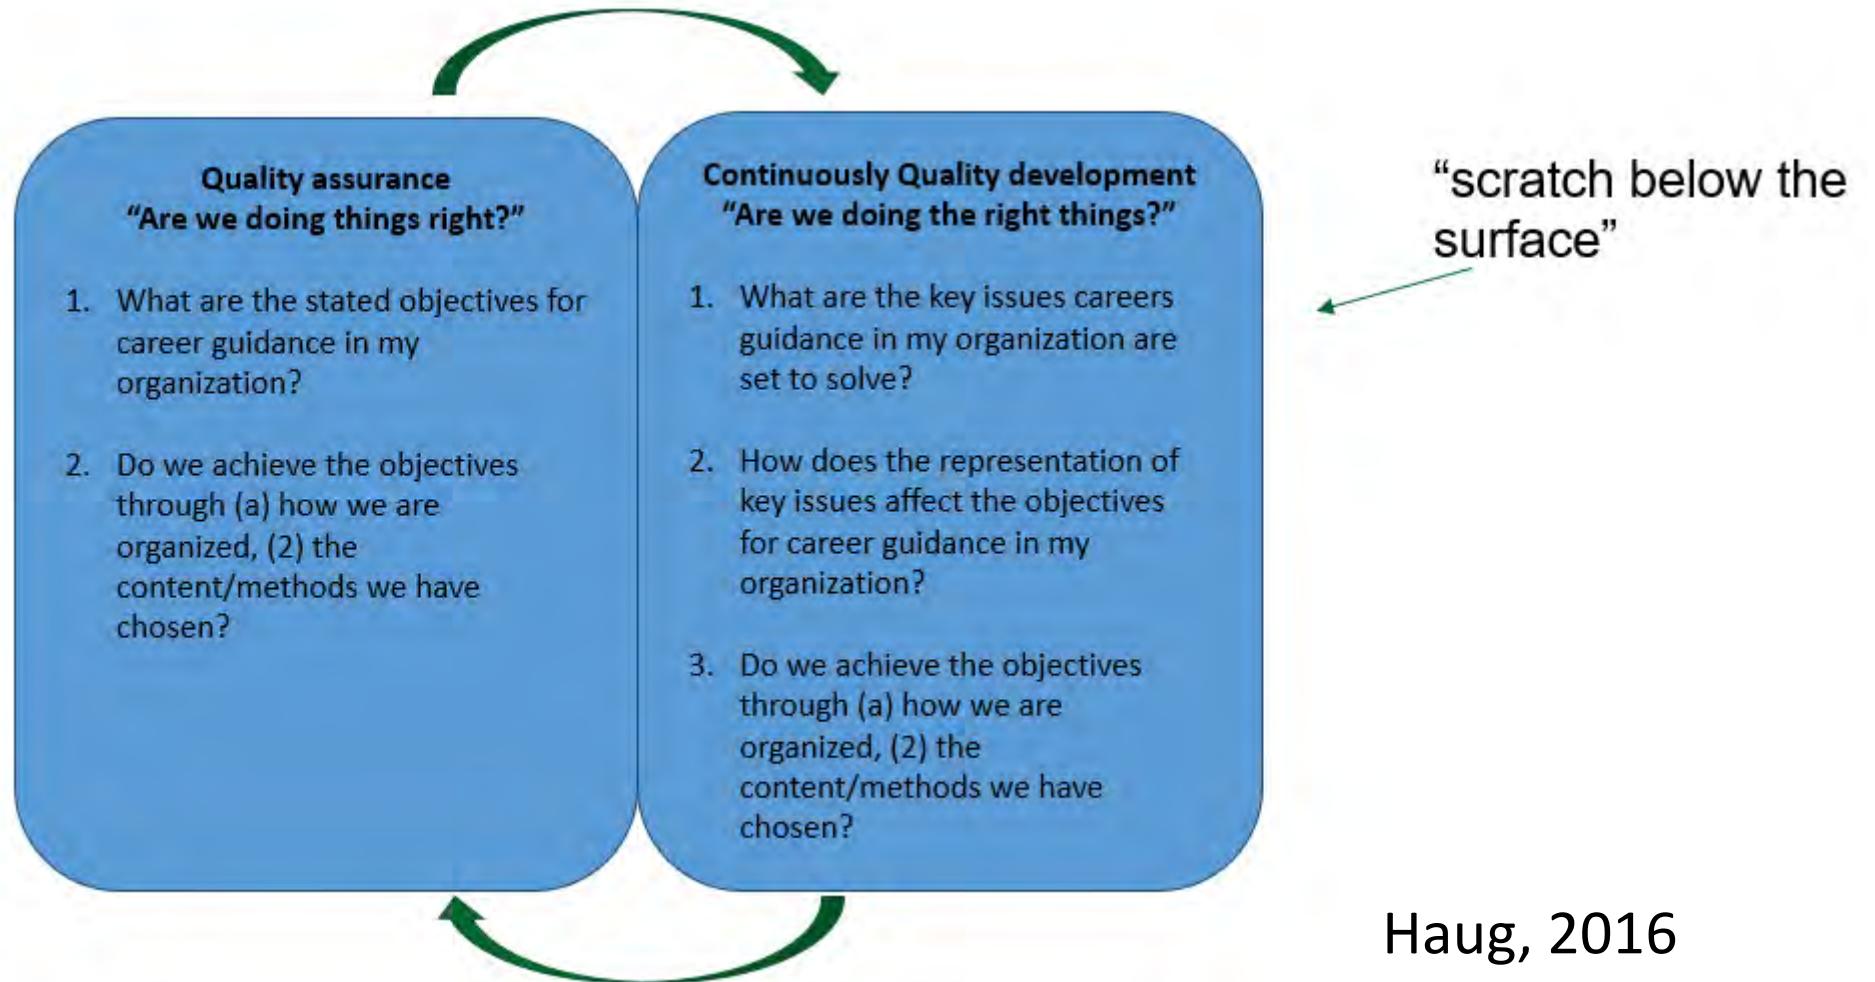 Quality assurance
“Are we doing things right?”
1. What are the stated objectives for
career guidance in my
organization?
2. Do we achieve the objectives
through (a) how we are
organized, (2) the
content/methods we have
chosen?
Continuously Quality development
“Are we doing the right things?”
1. What are the key issues careers
guidance in my organization are
set to solve?
2. How does the representation of
key issues affect the objectives
for career guidance in my
organization?
3. Do we achieve the objectives
through (a) how we are
organized, (2) the
content/methods we have
chosen?
“scratch below the
surface”
Haug, 2016